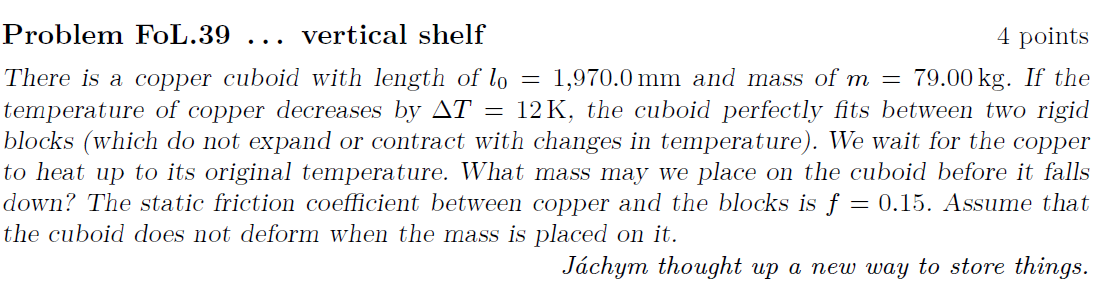 Problem FoL.39 ... vertical shelf 4 points
There is a copper cuboid with length of l₀ = 1,970.0 mm and mass of m = 79.00 kg. If the
temperature of copper decreases by ΔT = 12 K, the cuboid perfectly fits between two rigid
blocks (which do not expand or contract with changes in temperature). We wait for the copper
to heat up to its original temperature. What mass may we place on the cuboid before it falls
down? The static friction coefficient between copper and the blocks is f = 0.15. Assume that
the cuboid does not deform when the mass is placed on it.
Jáchym thought up a new way to store things.